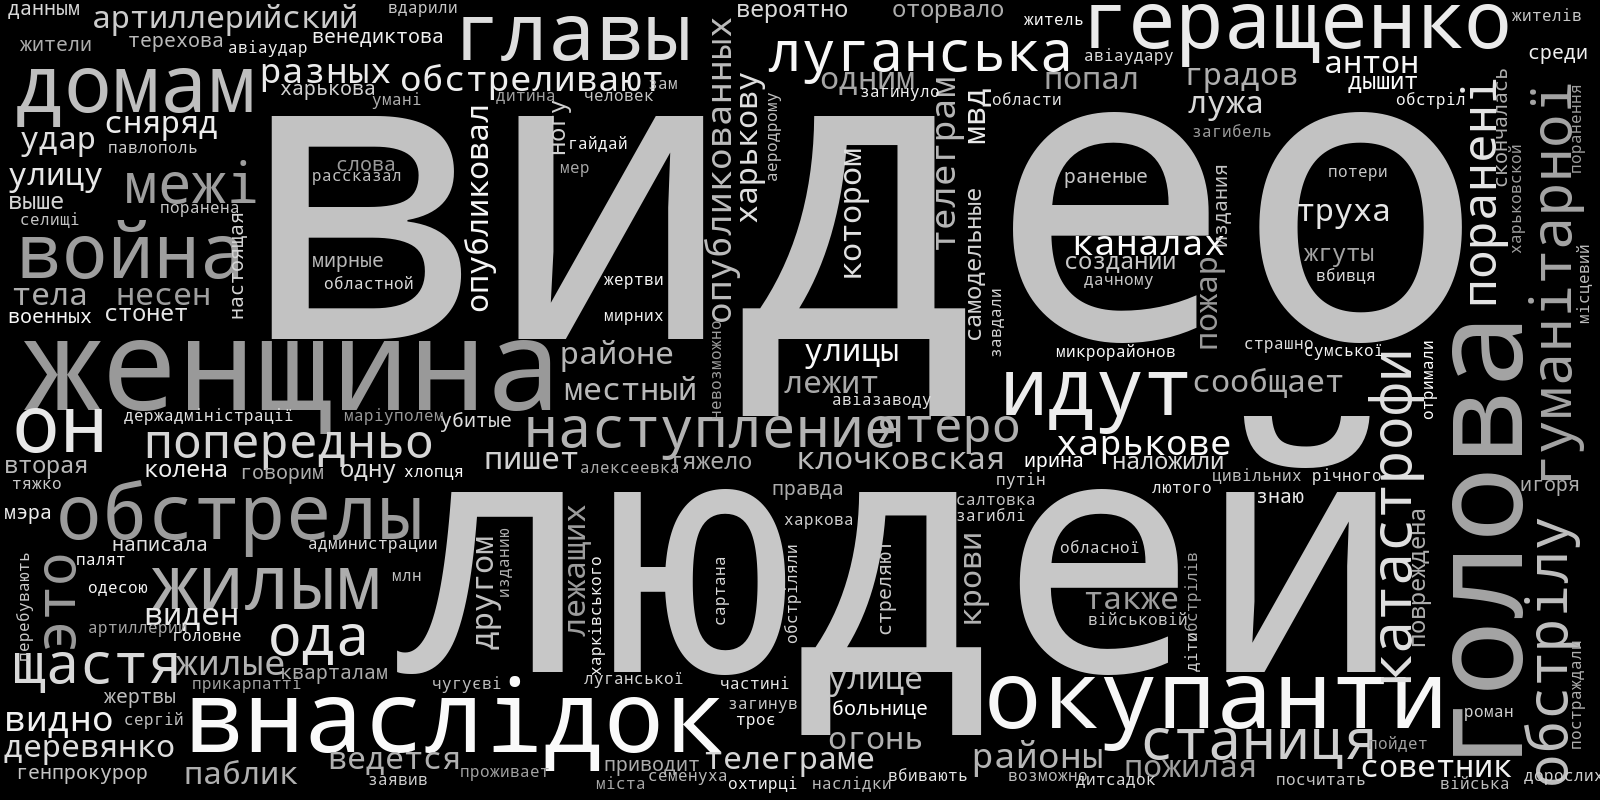 данным
артиллерийский
вдарили
главы
вероятно
оторвало
житель
геращенко
жителів
жители
терехова
авіаудар
венедиктова
луганська
авіаудару
антон
среди
домам
разных
харькова
обстреливают
зам
одним
попал
градов
дышит
умані
дитина
человек
загинуло
области
лужа
обстріл
удар
снаряд
павлополь
ногу
гайдай
загибель
улицу
межі
видео
слова
рассказал
мер
раненые
потери
выше
селищі
поранена
война
настоящая
опубликовал
опубликованных
харькову
аеродрому
котором
телеграм
мвд
труха
поранені
скончалась
харьковской
поранення
мирные
областной
жертви
каналах
создании
дачному
издания
жгуты
вбивця
тела
несен
военных
стонет
мирних
самодельные
завдали
пожар
місцевий
гуманітарної
женщина
районе
местный
невозможно
улицы
лежит
авіазаводу
микрорайонов
страшно
сумської
идут
сообщает
отримали
он
держадміністрації
маріуполем
убитые
попередньо
наступление
ятеро
харькове
катастрофи
голова
вторая
тяжко
колена
говорим
одну
хлопця
пишет
алексеевка
тяжело
клочковская
ирина
наложили
цивільних
річного
путін
лютого
знаю
игоря
мэра
обстрелы
людей
правда
харкова
салтовка
загиблі
написала
администрации
обласної
палят
одесою
жилым
млн
другом
изданию
лежащих
харківського
сартана
обстріляли
стреляют
крови
также
військовій
обстрілів
діти
повреждена
обстрілу
перебувають
это
виден
артиллерии
головне
ода
щастя
жилые
кварталам
жертвы
прикарпатті
чугуєві
луганської
частині
улице
загинув
больнице
троє
окупанти
роман
постраждали
видно
сергій
внаслідок
деревянко
генпрокурор
паблик
ведется
заявив
проживает
приводит
телеграме
міста
семенуха
охтирці
огонь
наслідки
вбивають
районы
возможно
дитсадок
станиця
пожилая
посчитать
пойдет
советник
війська
дорослих